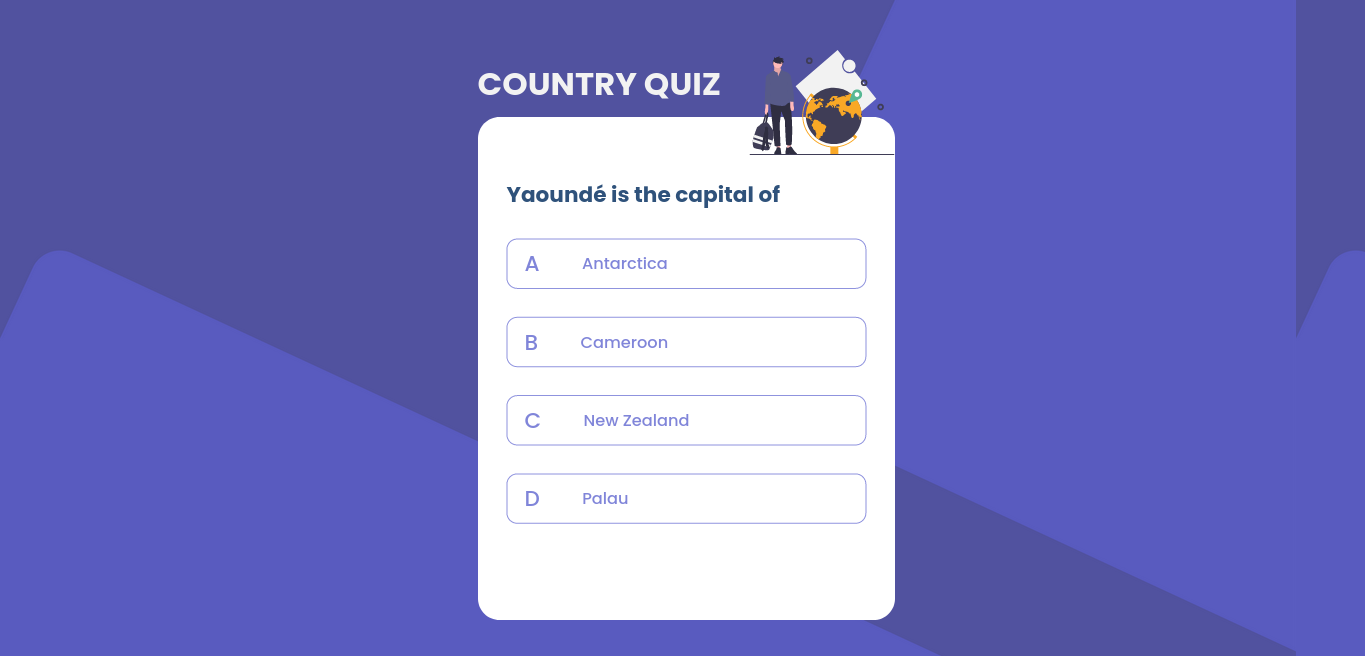 COUNTRY QUIZ
Yaoundé is the capital of
A Antarctica
B Cameroon
C New Zealand
D Palau